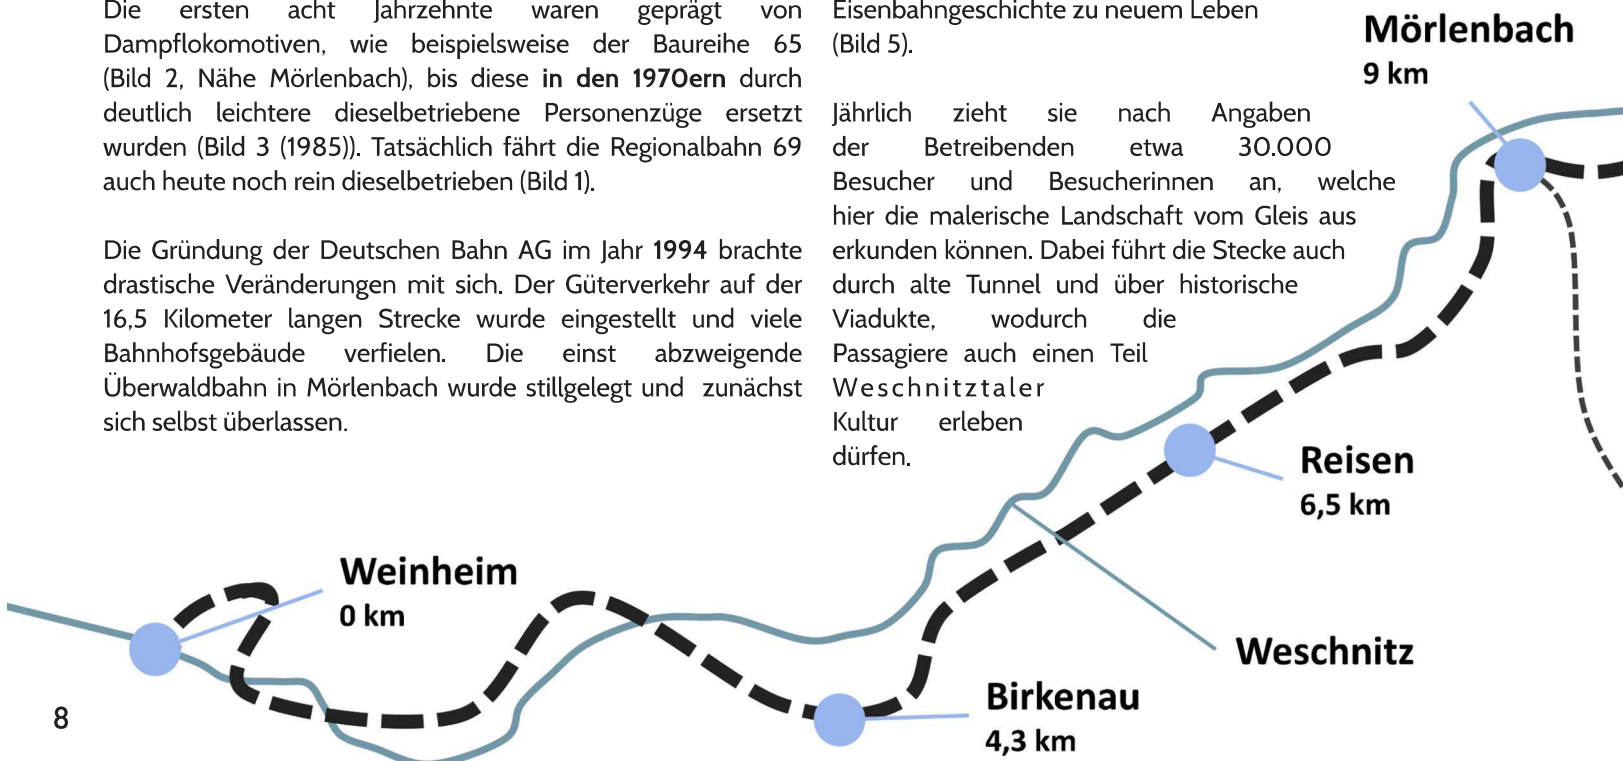 Die ersten acht Jahrzehnte waren geprägt von
Dampflokomotiven, wie beispielsweise der Baureihe 65
(Bild 2, Nähe Mörlenbach), bis diese in den 1970ern durch
deutlich leichtere dieselbetriebene Personenzüge ersetzt
wurden (Bild 3 (1985)). Tatsächlich fährt die Regionalbahn 69
auch heute noch rein dieselbetrieben (Bild 1).
Die Gründung der Deutschen Bahn AG im Jahr 1994 brachte
drastische Veränderungen mit sich. Der Güterverkehr auf der
16,5 Kilometer langen Strecke wurde eingestellt und viele
Bahnhofsgebäude verfielen. Die einst abzweigende
Überwaldbahn in Mörlenbach wurde stillgelegt und zunächst
sich selbst überlassen.
Eisenbahngeschichte zu neuem Leben
(Bild 5).
Jährlich zieht sie nach Angaben
der Betreibenden etwa 30.000
Besucher und Besucherinnen an, welche
hier die malerische Landschaft vom Gleis aus
erkunden können. Dabei führt die Stecke auch
durch alte Tunnel und über historische
Viadukte, wodurch die
Passagiere auch einen Teil
Weschnitztaler
Kultur erleben
dürfen.
Mörlenbach
9 km
Reisen
6,5 km
Weinheim
0 km
Weschnitz
Birkenau
4,3 km
8